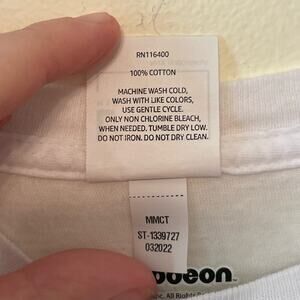 RN116400
100% COTTON
MACHINE WASH COLD,
WASH WITH LIKE COLORS,
USE GENTLE CYCLE.
ONLY NON CHLORINE BLEACH,
WHEN NEEDED. TUMBLE DRY LOW.
DO NOT IRON. DO NOT DRY CLEAN.
MMCT
ST-1339727
032022
All Rights